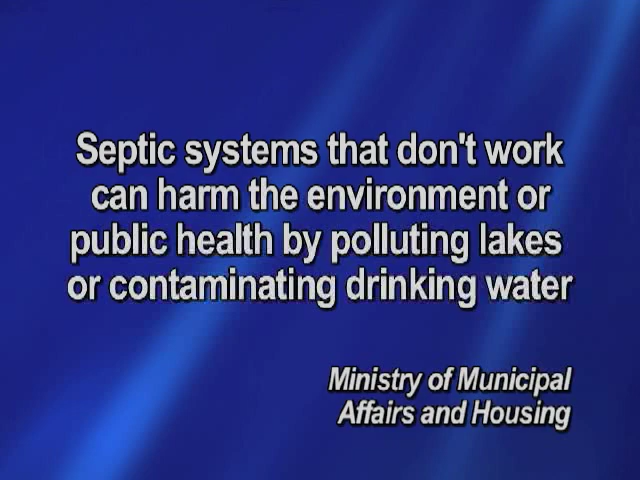 Septic systems that don't work
can harm the environment or
public health by polluting lakes
or contaminating drinking water
Ministry of Municipal
Affairs and Housing